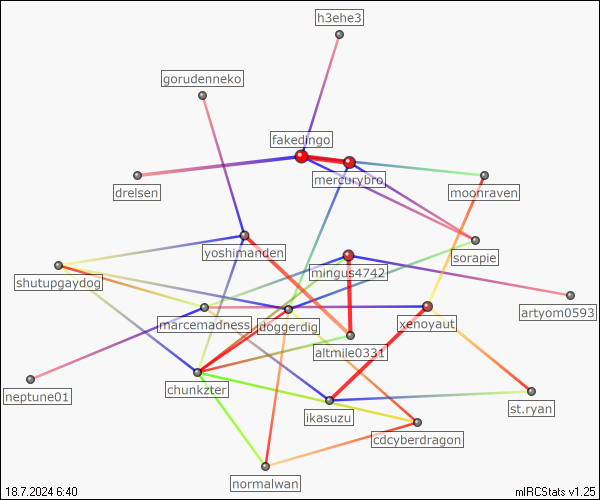 h3ehe3
gorudenneko
fakedingo
mercurybro
drelsen
moonraven
yoshimanden
sorapie
mingus4742
shutupgaydog
artyom0593
marcemadness
doggerdig
xenoyaut
altmile0331
chunkzter
neptune01
ikasuzu
st.ryan
cdcyberdragon
normalwan
18.7.2024 6:40
mIRCStats v1.25